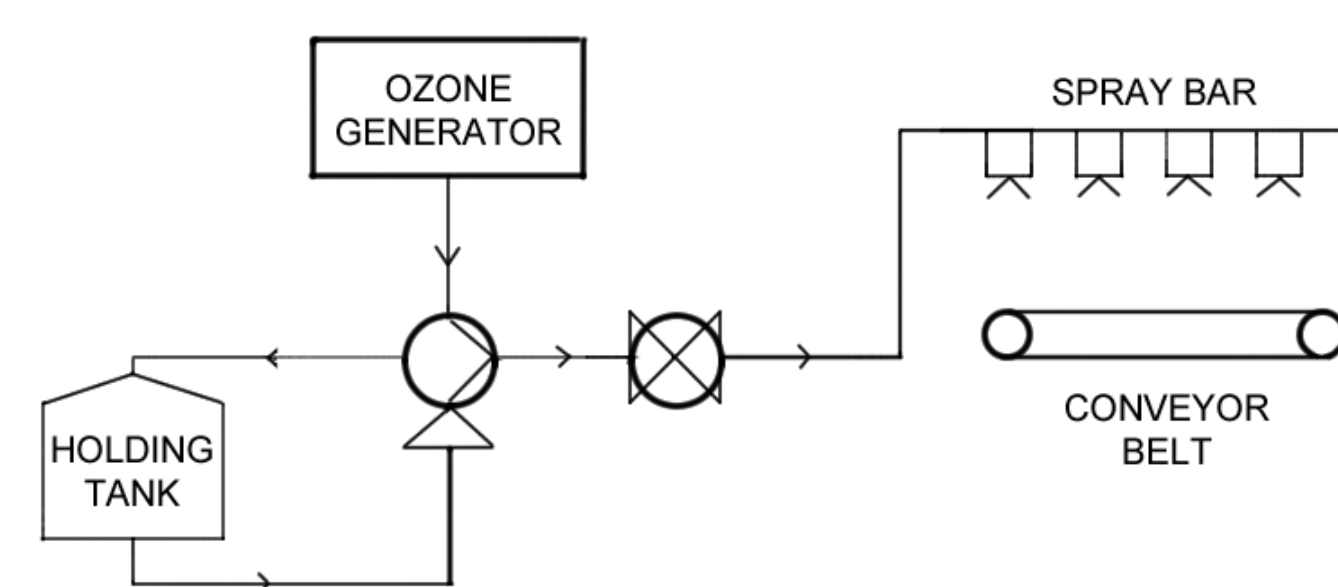 OZONE
GENERATOR
SPRAY BAR
HOLDING
TANK
CONVEYOR
BELT